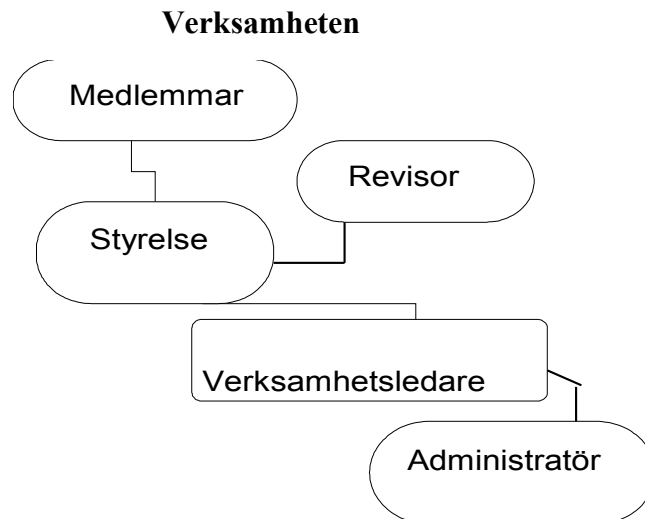 Verksamheten
Medlemmar
Revisor
Styrelse
Verksamhetsledare
Administratör